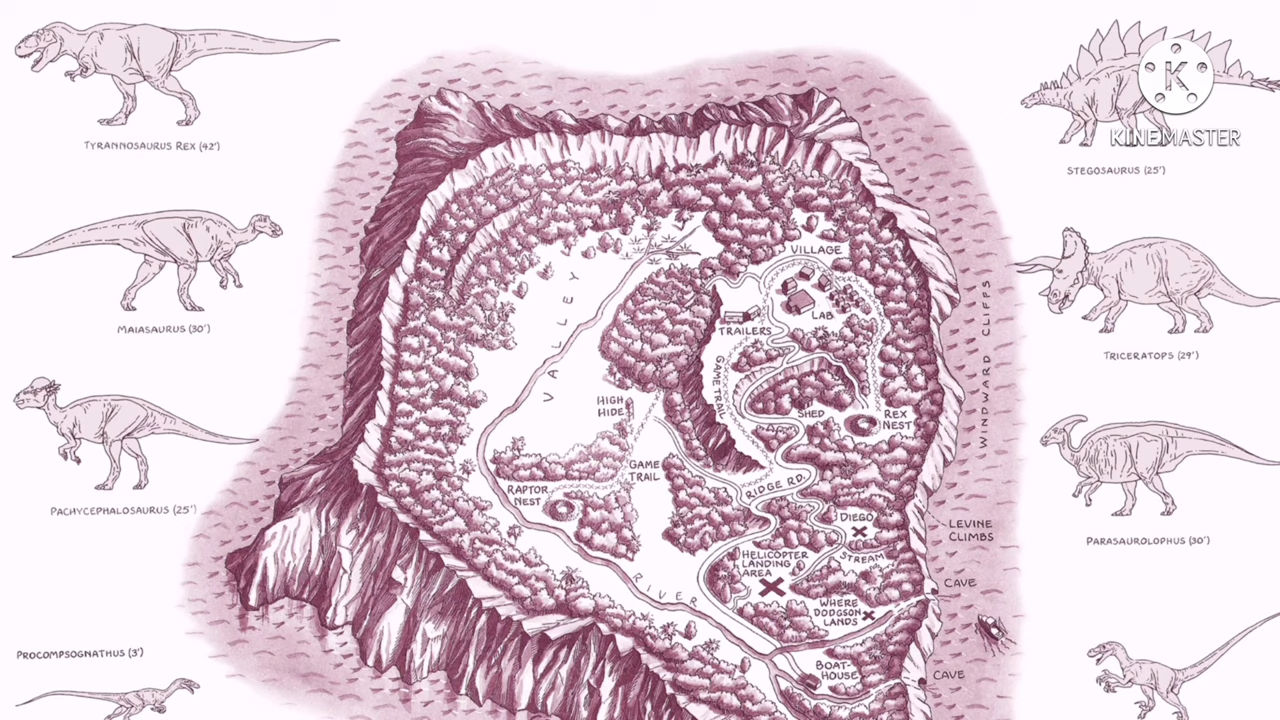 TYRANNOSAURUS REX (42')
MAIASAURUS (30')
PACHYCEPHALOSAURUS (25')
PROCOMPSOGNATHUS (3')
VILLAGE
LAB
TRAILERS
VALLEY
GAME TRAIL
HIGH
HIDE
SHED
REX
NEST
GAME
TRAIL
RIDGE RD.
RAPTOR
NEST
DIEGO
STREAM
HELICOPTER
LANDING
AREA
RIVER
WHERE
DODGSON
LANDS
BOAT-
HOUSE
WINDWARD CLIFFS
LEVINE
CLIMBS
CAVE
CAVE
K
KINEMASTER
STEGOSAURUS (25')
TRICERATOPS (29')
PARASAUROLOPHUS (30')